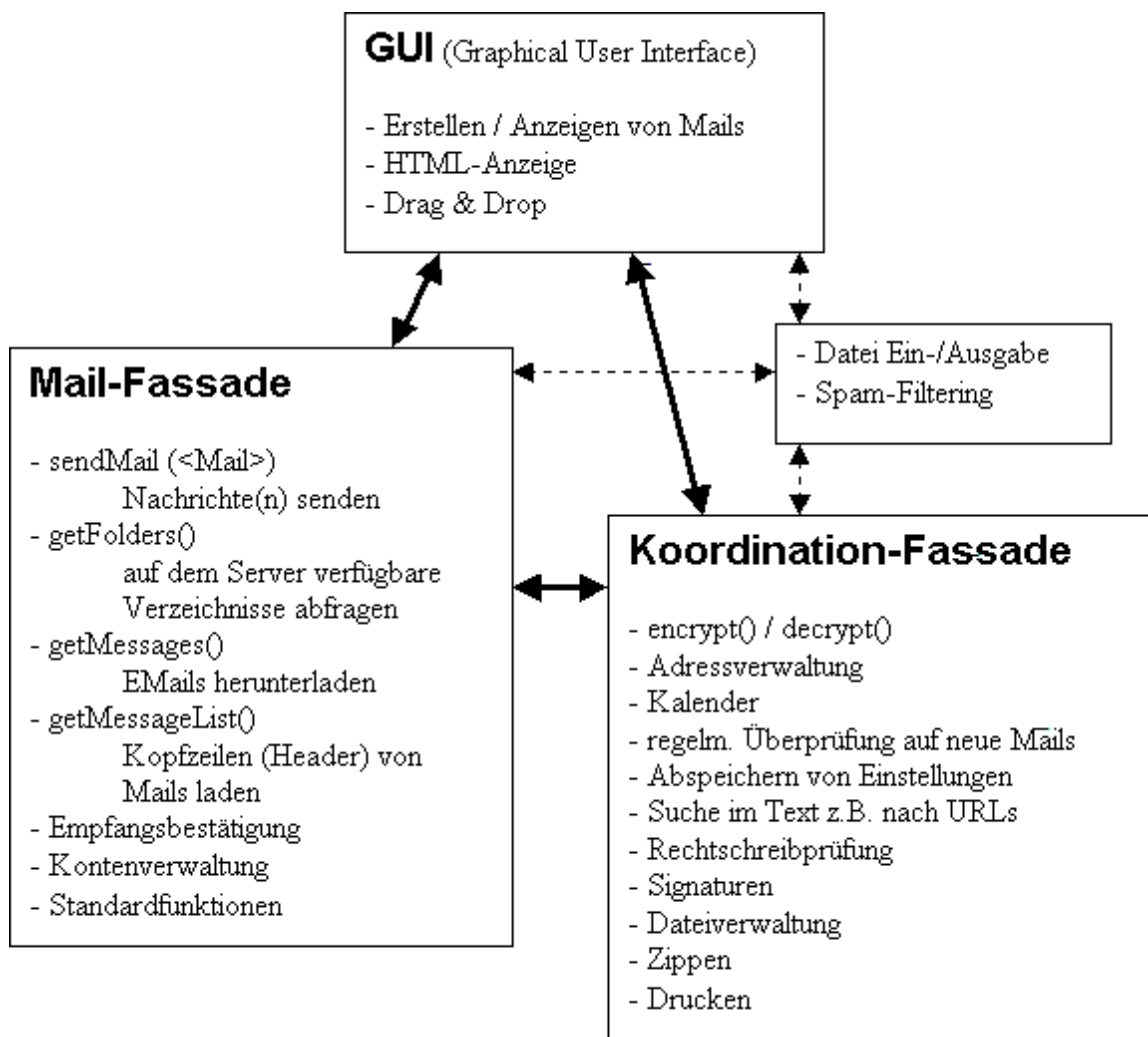 GUI (Graphical User Interface)
- Erstellen / Anzeigen von Mails
- HTML-Anzeige
- Drag & Drop
- Datei Ein-/Ausgabe
- Spam-Filtering
Mail-Fassade
- sendMail (<Mail>)
Nachrichte(n) senden
- getFolders()
auf dem Server verfügbare
Verzeichnisse abfragen
- getMessages()
EMails herunterladen
- getMessageList()
Kopfzeilen (Header) von
Mails laden
- Empfangsbestätigung
- Kontenverwaltung
- Standardfunktionen
Koordination-Fassade
- encrypt() / decrypt()
- Adressverwaltung
- Kalender
- regelm. Überprüfung auf neue Mails
- Abspeichern von Einstellungen
- Suche im Text z.B. nach URLs
- Rechtschreibprüfung
- Signaturen
- Dateiverwaltung
- Zippen
- Drucken